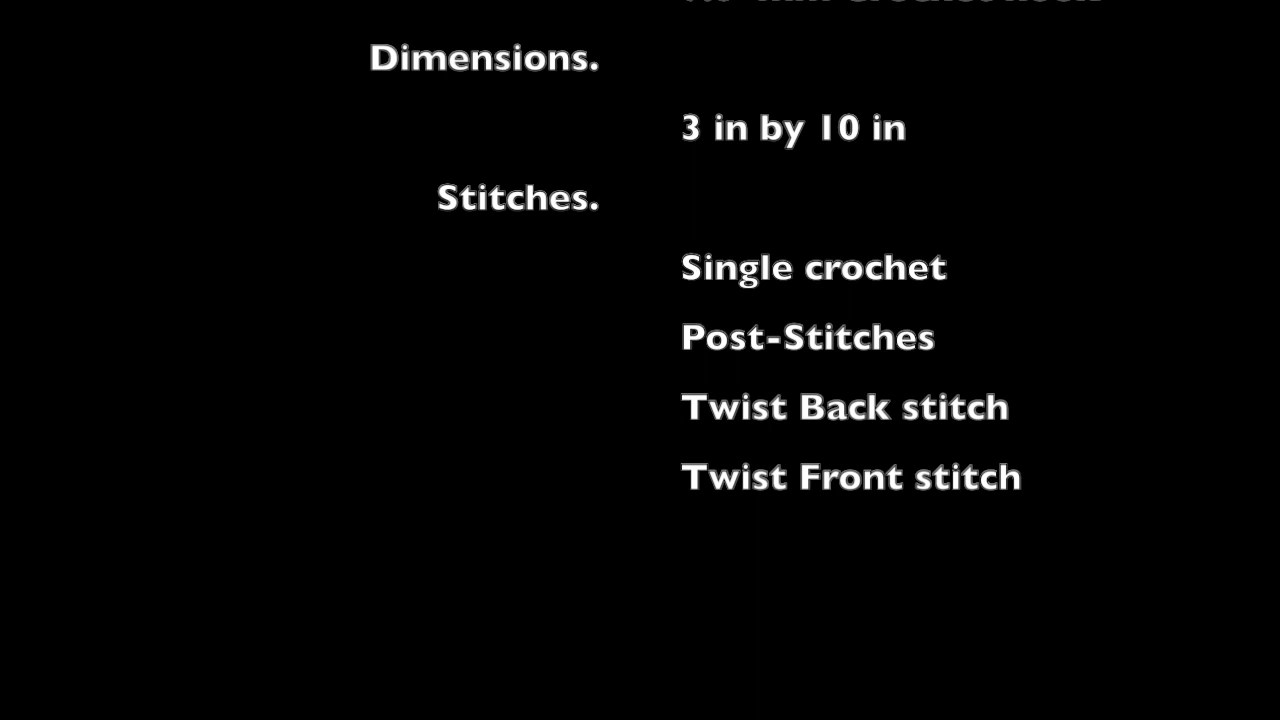 Dimensions.
3 in by 10 in
Stitches.
Single crochet
Post-Stitches
Twist Back stitch
Twist Front stitch